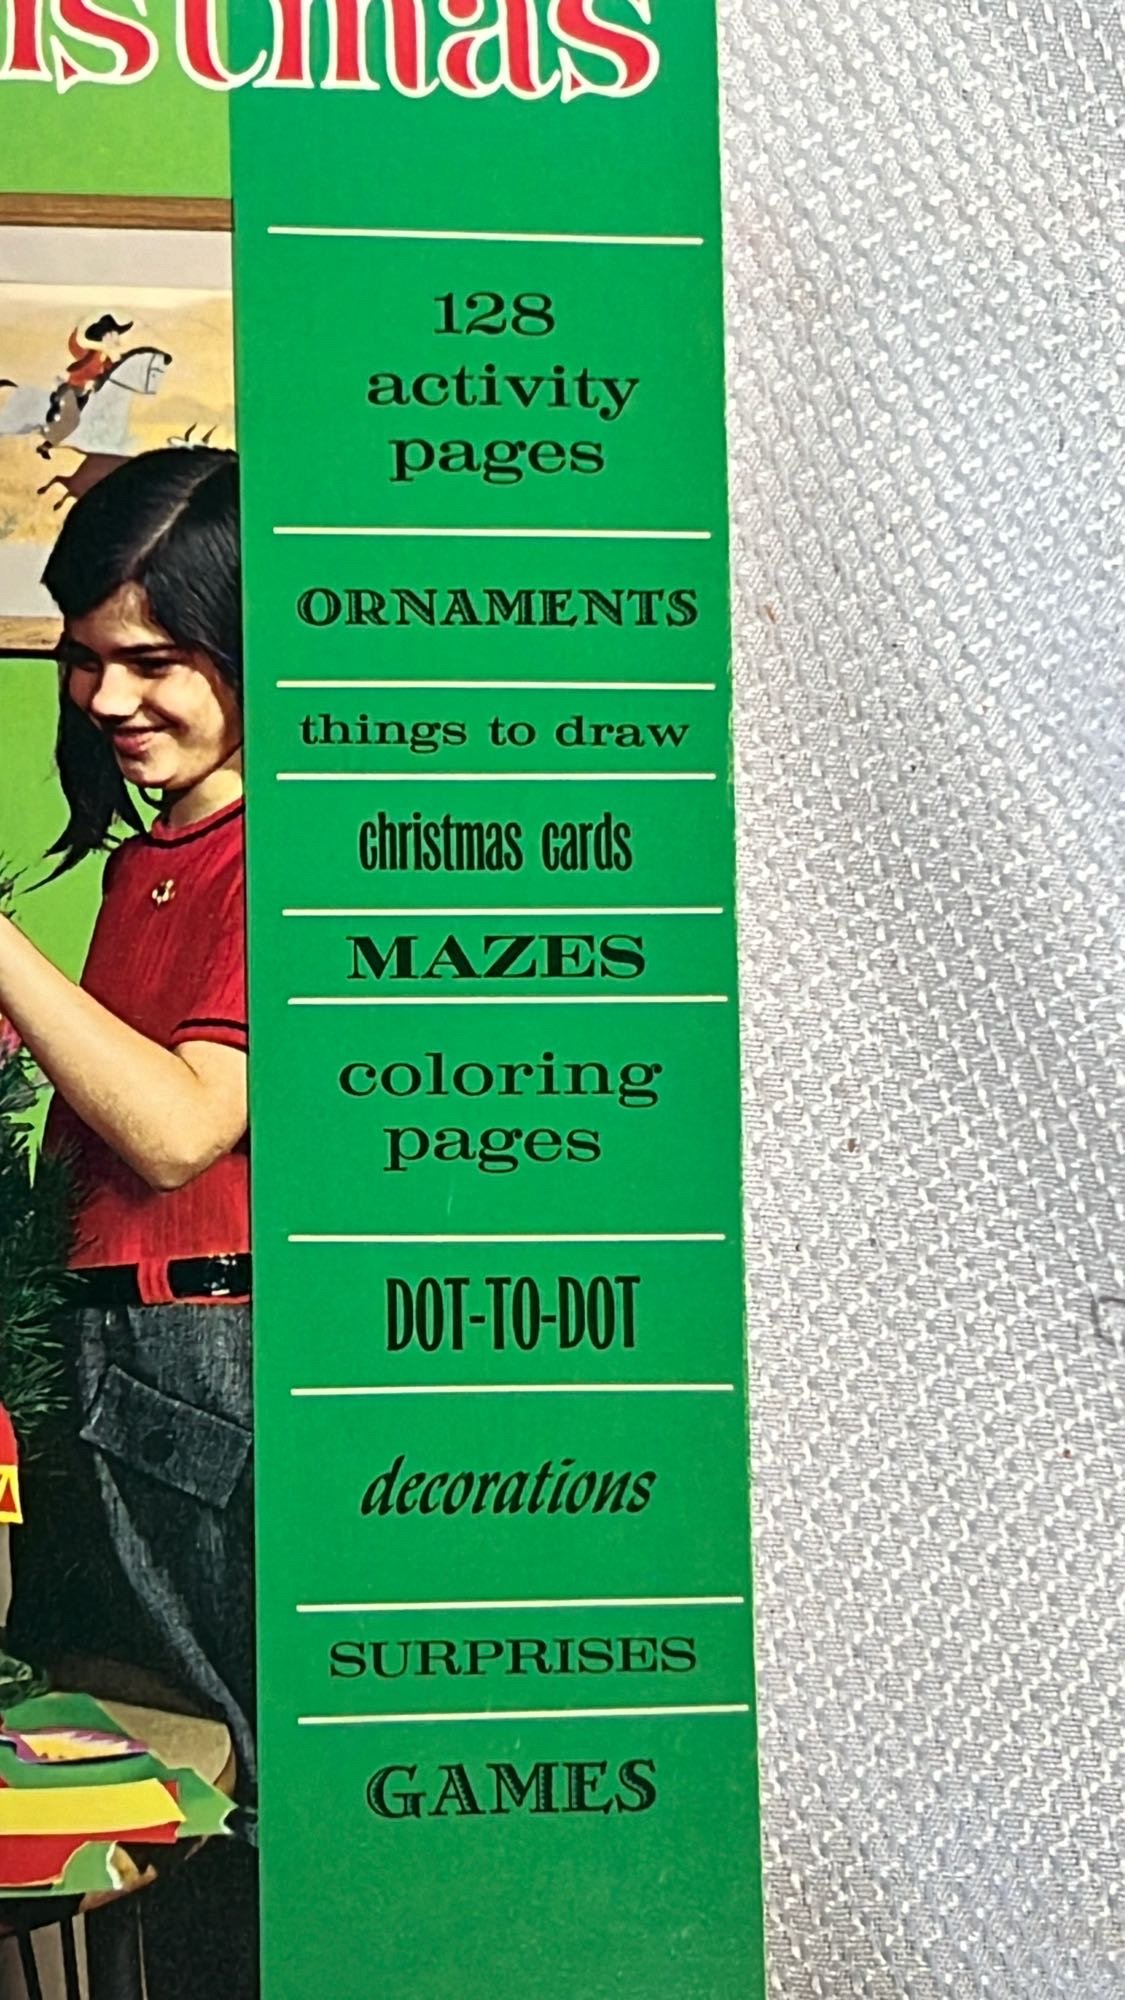 istmas
128
activity
pages
ORNAMENTS
things to draw
christmas cards
MAZES
coloring
pages
DOT-TO-DOT
decorations
SURPRISES
GAMES